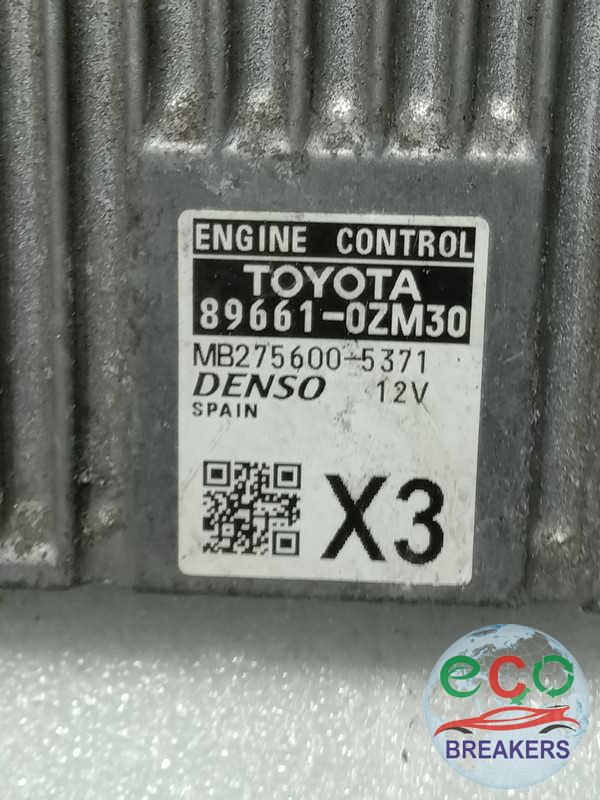 ENGINE CONTROL
TOYOTA
89661-0ZM30
MB275600-5371
DENSO 12V
SPAIN
X3
eco
BREAKERS